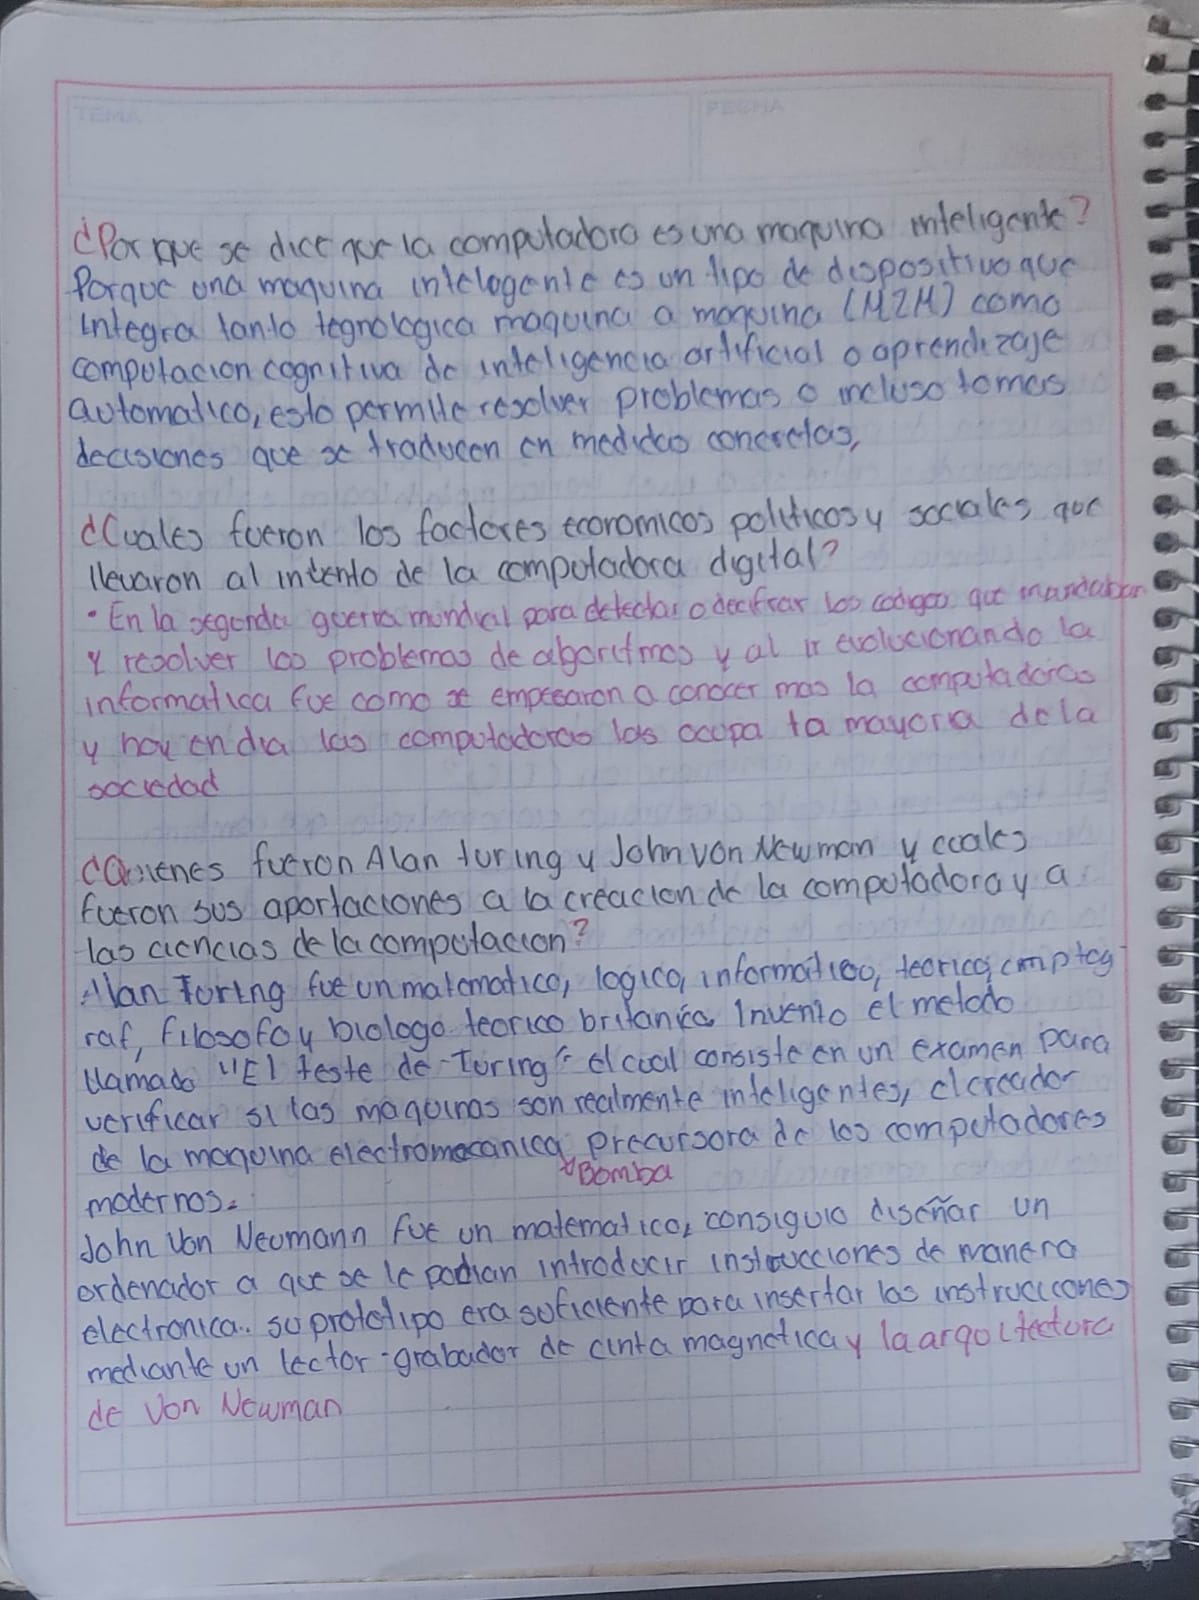 TEMA
FECHA
¿Por que se dice que la computadora es una maquina inteligente?
Porque una maquina intelogente es un tipo de dispositivo que
integra tanto tegnologica maquina a maquina (M2M) como
computacion cognitiva de inteligencia artificial o aprendizaje
automatico, esto permite resolver problemas o incluso tomas
decisiones que se traducen en medidas concretas,
¿Cuales fueron los factores economicos politicos y sociales que
llevaron al intento de la computadora digital?
• En la segunda guerra mundial para detectar o decifrar los codigos que mandaban
y resolver los problemas de algoritmos y al ir evolucionando la
informatica fue como se empezaron a conocer mas la computadoras
y hoy en dia las computadoras las ocupa la mayoria de la
sociedad
¿Quienes fueron Alan turing y John von Newman y cuales
fueron sus aportaciones a la creacion de la computadora y a
las ciencias de la computacion?
Alan Turing fue un matematico, logico, informatico, teorico, criptog
raf, filosofo y biologo teorico britanico Invento el metodo
llamado "El teste de Turing" el cual consiste en un examen para
verificar si las maquinas son realmente inteligentes, el creador
de la maquina electromecanica precursora de los computadores
Bomba
modernos.
John Von Neumann fue un matematico, consiguio diseñar un
ordenador a que se le podian introducir instrucciones de manera
electronica. su prototipo era suficiente para insertar las instrucciones
mediante un lector-grabador de cinta magnetica y la arquitectura
de Von Newman